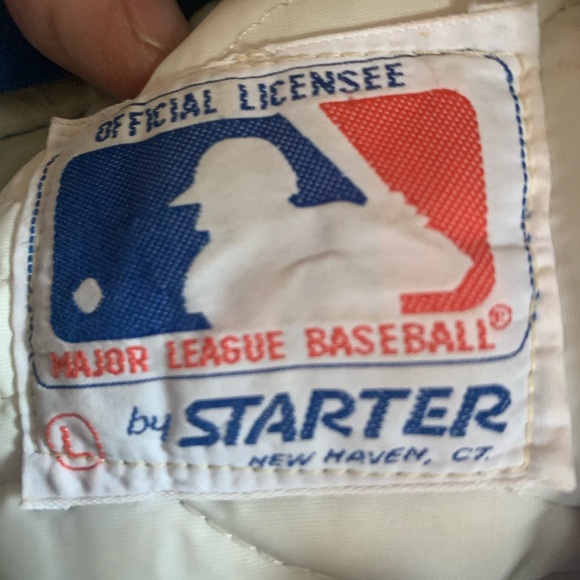 OFFICIAL LICENSEE
MAJOR LEAGUE BASEBALL®
L by STARTER
NEW HAVEN, CT.